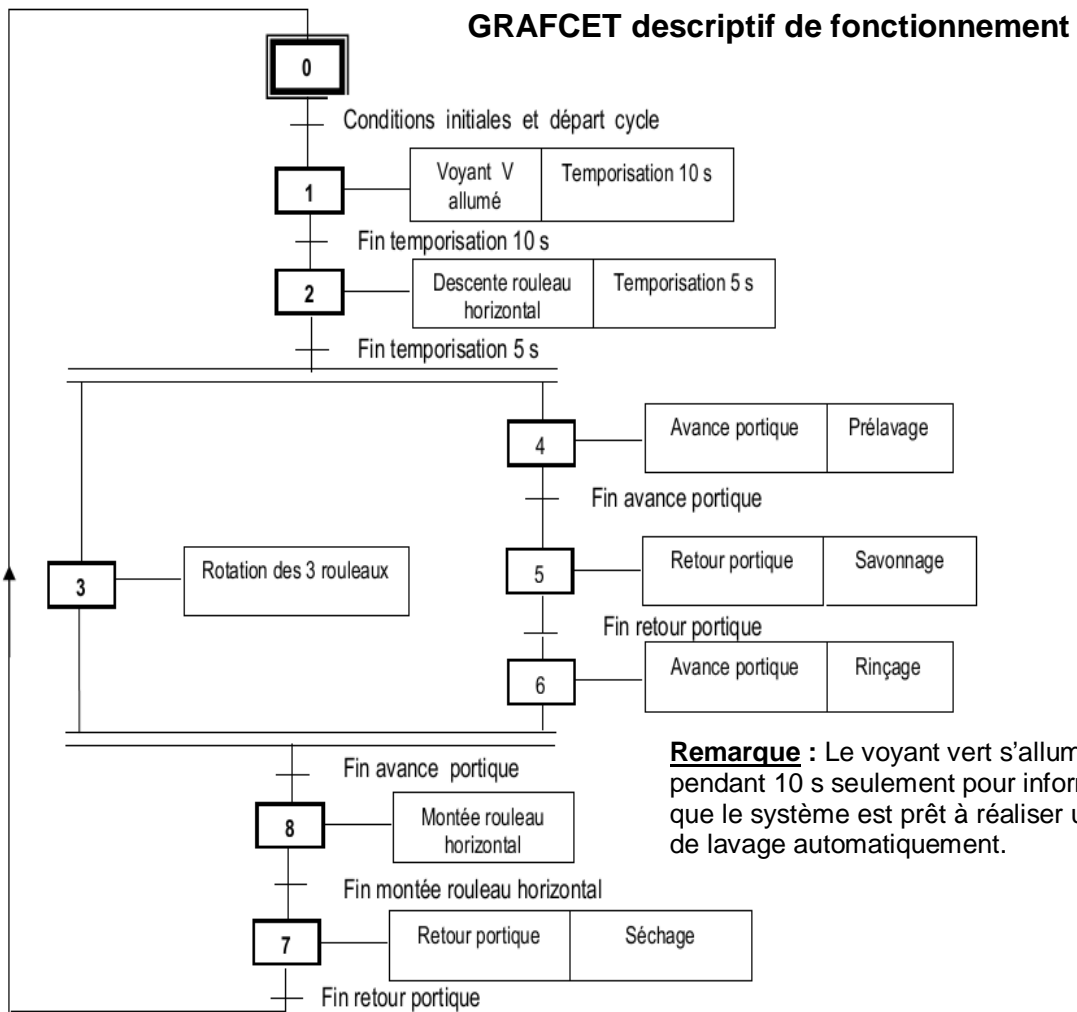 GRAFCET descriptif de fonctionnement
0
Conditions initiales et départ cycle
1
Voyant V
allumé
Temporisation 10 s
Fin temporisation 10 s
2
Descente rouleau
horizontal
Temporisation 5 s
Fin temporisation 5 s
4
Avance portique
Prélavage
Fin avance portique
3
Rotation des 3 rouleaux
5
Retour portique
Savonnage
Fin retour portique
6
Avance portique
Rinçage
Fin avance portique
8
Montée rouleau
horizontal
Remarque : Le voyant vert s’allum
pendant 10 s seulement pour inform
que le système est prêt à réaliser u
de lavage automatiquement.
Fin montée rouleau horizontal
7
Retour portique
Séchage
Fin retour portique